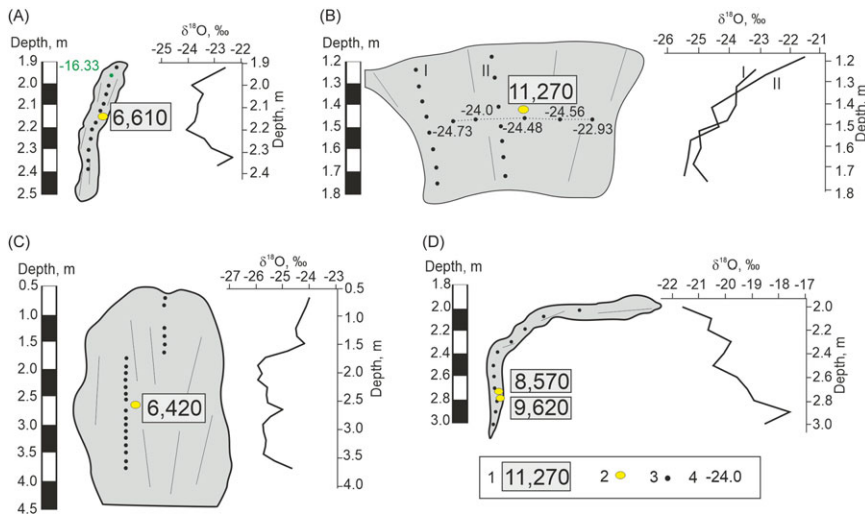 (A)
δ¹⁸O, ‰
Depth, m
-25 -24 -23 -22
1.9
2.0
2.1
2.2
2.3
2.4
2.5
-16.33
6,610
1.9
2.0
2.1
2.2
2.3
2.4
Depth, m
(B)
δ¹⁸O, ‰
Depth, m
-26 -25 -24 -23 -22 -21
1.2
1.3
1.4
1.5
1.6
1.7
1.8
I
II
11,270
-24.0
-24.56
-24.73
-24.48
-22.93
I
II
1.2
1.3
1.4
1.5
1.6
1.7
1.8
Depth, m
(C)
δ¹⁸O, ‰
Depth, m
-27 -26 -25 -24 -23
0.5
1.0
1.5
2.0
2.5
3.0
3.5
4.0
4.5
6,420
0.5
1.0
1.5
2.0
2.5
3.0
3.5
4.0
Depth, m
(D)
δ¹⁸O, ‰
Depth, m
-22 -21 -20 -19 -18 -17
1.8
2.0
2.2
2.4
2.6
2.8
3.0
8,570
9,620
2.0
2.2
2.4
2.6
2.8
3.0
Depth, m
1 11,270 2 3 4 -24.0